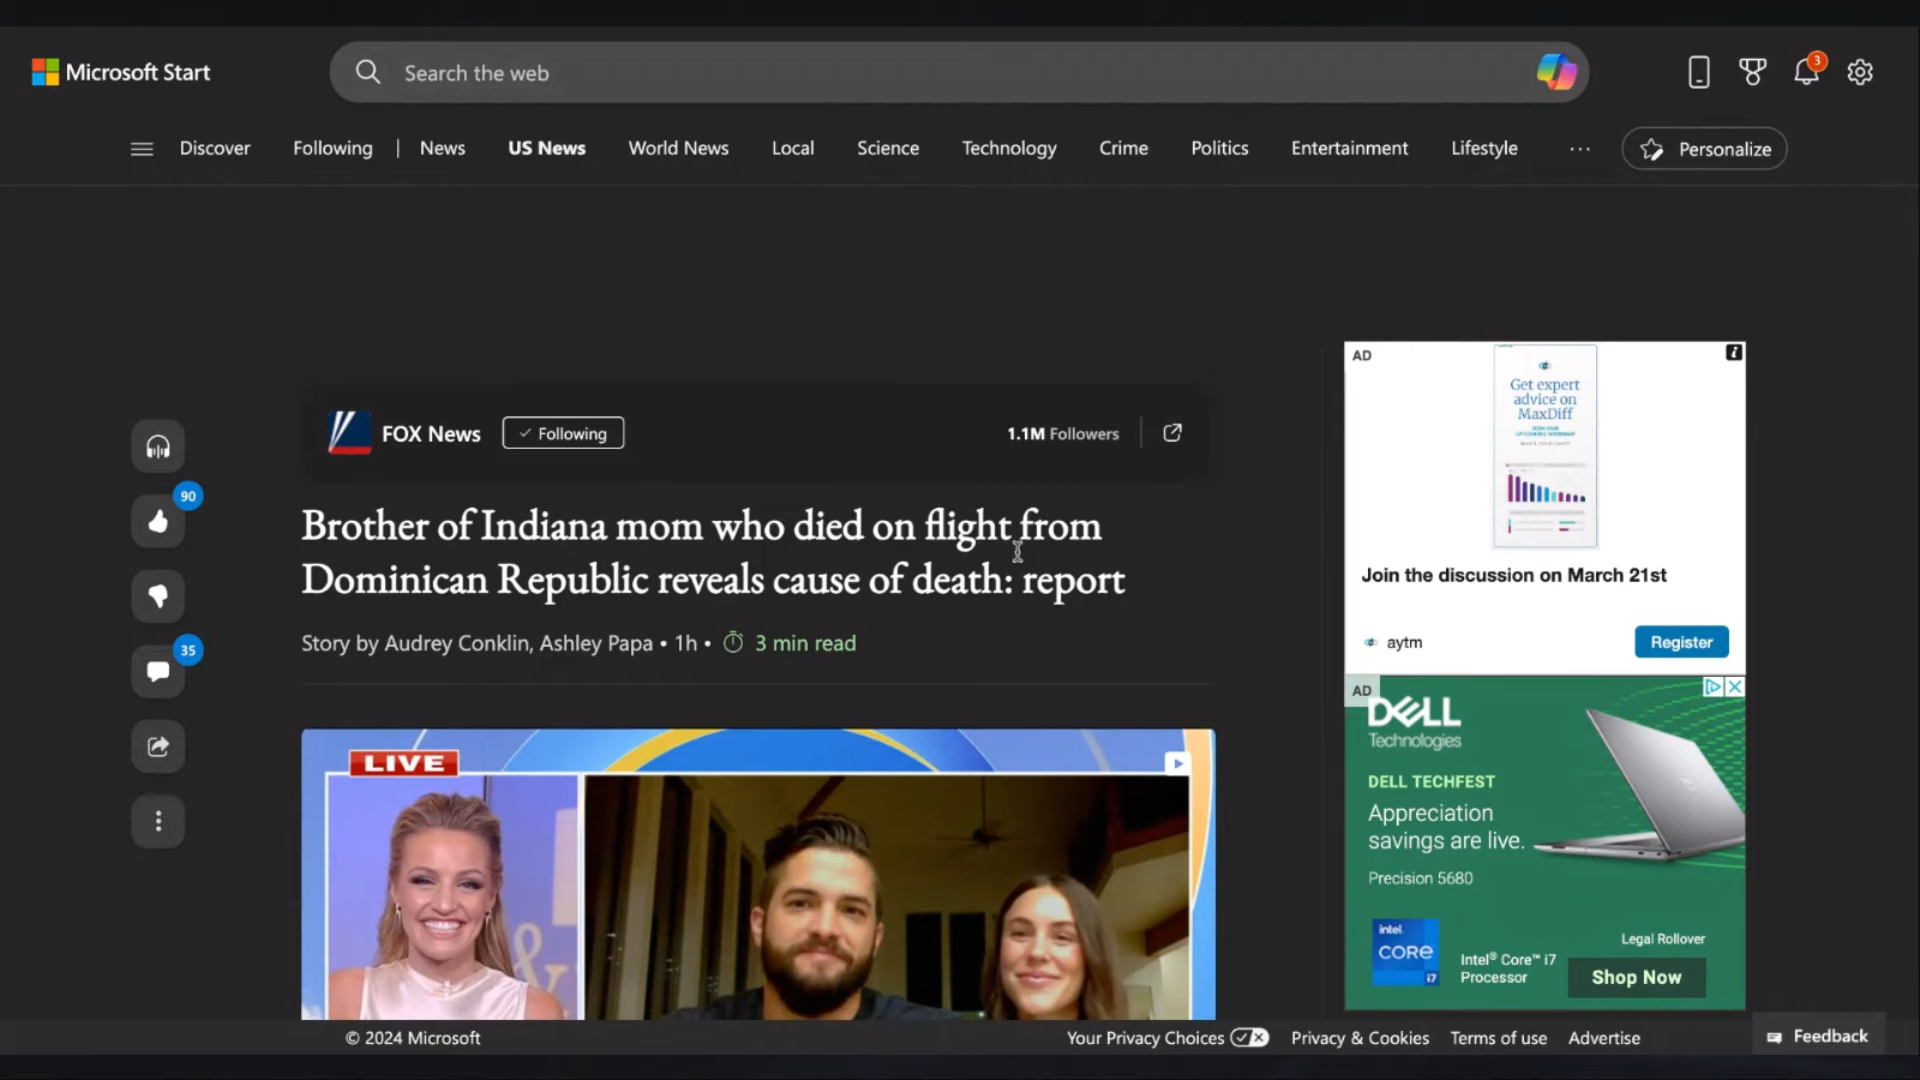 Microsoft Start
Search the web
3
Discover
Following
News
US News
World News
Local
Science
Technology
Crime
Politics
Entertainment
Lifestyle
Personalize
FOX News
Following
1.1M Followers
90
35
Brother of Indiana mom who died on flight from
Dominican Republic reveals cause of death: report
Story by Audrey Conklin, Ashley Papa • 1h • 3 min read
LIVE
&
AD
Get expert
advice on
MaxDiff
Join the discussion on March 21st
aytm
Register
AD
DELL
Technologies
DELL TECHFEST
Appreciation
savings are live.
Precision 5680
intel
CORE
i7
Intel® Core™ i7
Processor
Legal Rollover
Shop Now
© 2024 Microsoft
Your Privacy Choices
Privacy & Cookies
Terms of use
Advertise
Feedback